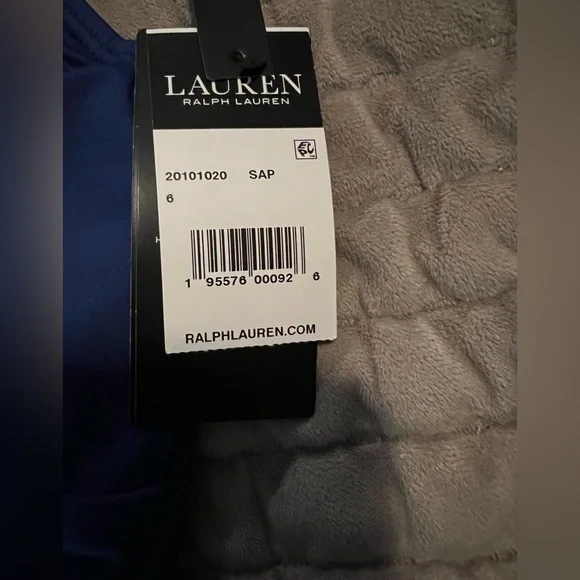 LAUREN
RALPH LAUREN
20101020 SAP
6
1 95576 00092 6
RALPHLAUREN.COM